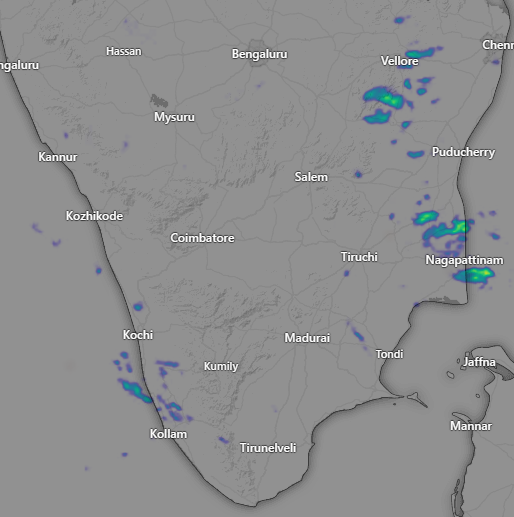 Hassan
Bengaluru
Chenn
ngaluru
Vellore
Mysuru
Kannur
Puducherry
Salem
Kozhikode
Coimbatore
Tiruchi
Nagapattinam
Kochi
Madurai
Tondi
Kumily
Jaffna
Mannar
Kollam
Tirunelveli